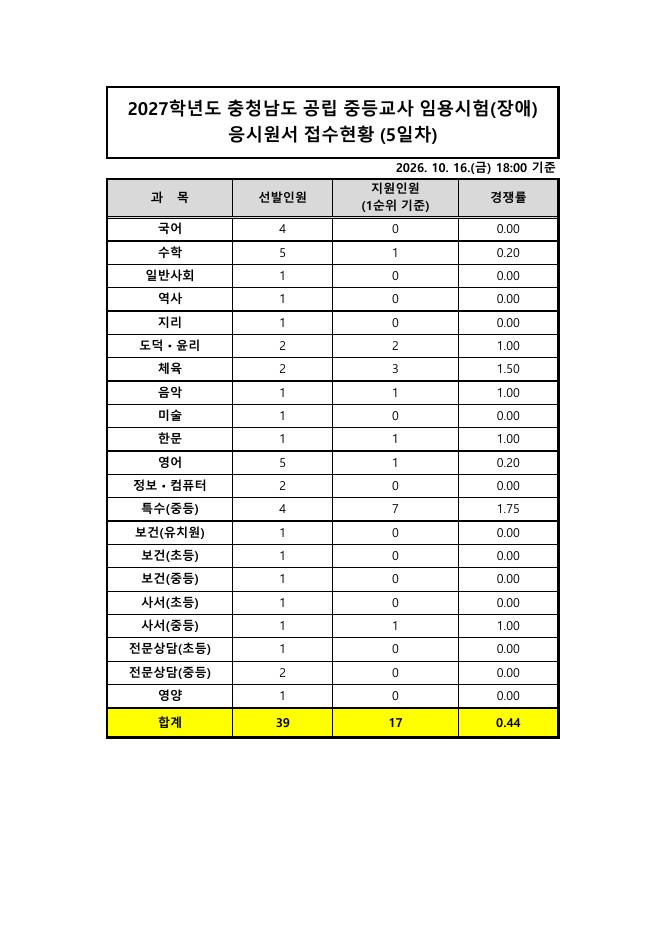 2027학년도 충청남도 공립 중등교사 임용시험(장애)
응시원서 접수현황 (5일차)
2026. 10. 16.(금) 18:00 기준
과 목 선발인원 지원인원 (1순위 기준) 경쟁률
국어 4 0 0.00
수학 5 1 0.20
일반사회 1 0 0.00
역사 1 0 0.00
지리 1 0 0.00
도덕・윤리 2 2 1.00
체육 2 3 1.50
음악 1 1 1.00
미술 1 0 0.00
한문 1 1 1.00
영어 5 1 0.20
정보・컴퓨터 2 0 0.00
특수(중등) 4 7 1.75
보건(유치원) 1 0 0.00
보건(초등) 1 0 0.00
보건(중등) 1 0 0.00
사서(초등) 1 0 0.00
사서(중등) 1 1 1.00
전문상담(초등) 1 0 0.00
전문상담(중등) 2 0 0.00
영양 1 0 0.00
합계 39 17 0.44